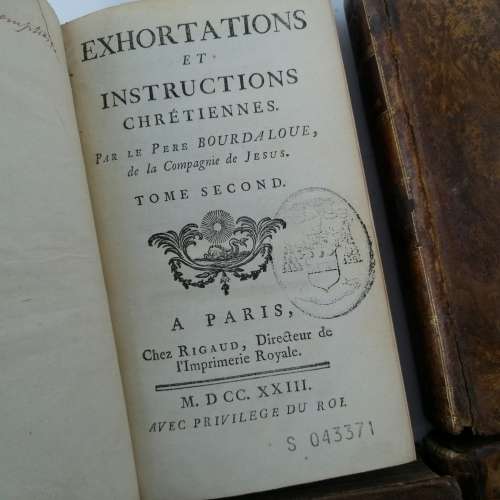 EXHORTATIONS
ET
INSTRUCTIONS
CHRÉTIENNES.
PAR LE PERE BOURDALOUE,
de la Compagnie de JESUS.
TOME SECOND.
A PARIS,
Chez RIGAUD, Directeur de
l'Imprimerie Royale.
M. DCC. XXIII.
AVEC PRIVILEGE DU ROI.
S 043371